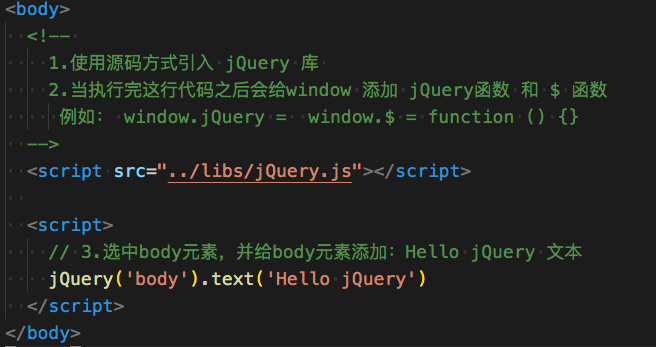 <body>
<!--
1.使用源码方式引入 jQuery 库
2.当执行完这行代码之后会给window 添加 jQuery函数 和 $ 函数
例如： window.jQuery =  window.$ = function () {}
-->
<script src="../libs/jQuery.js"></script>
<script>
// 3.选中body元素，并给body元素添加：Hello jQuery 文本
jQuery('body').text('Hello jQuery')
</script>
</body>